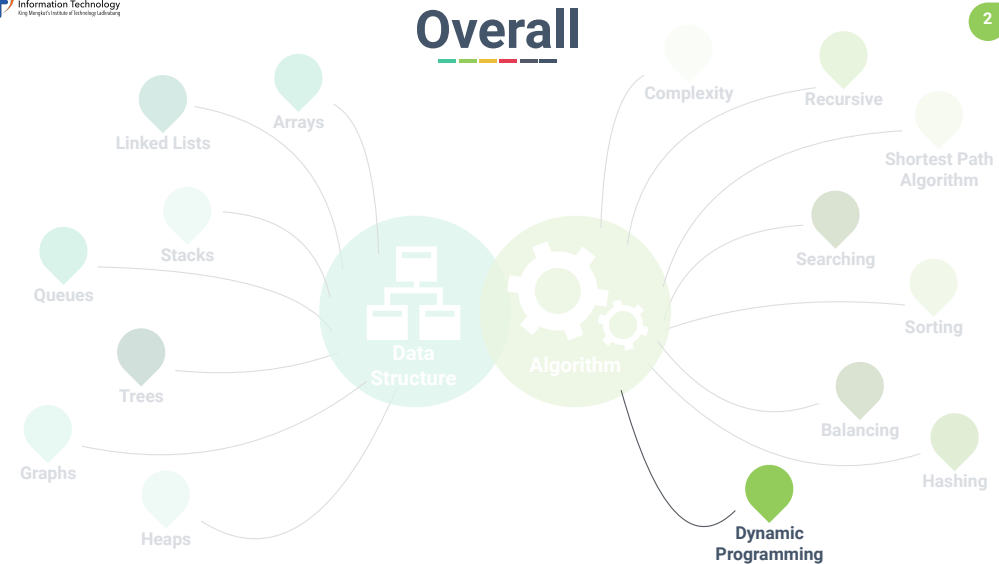 Information Technology
King Mongkut's Institute of Technology Ladkrabang
Overall
2
Complexity
Recursive
Arrays
Linked Lists
Shortest Path
Algorithm
Stacks
Searching
Queues
Sorting
Data
Structure
Algorithm
Trees
Balancing
Graphs
Hashing
Heaps
Dynamic
Programming